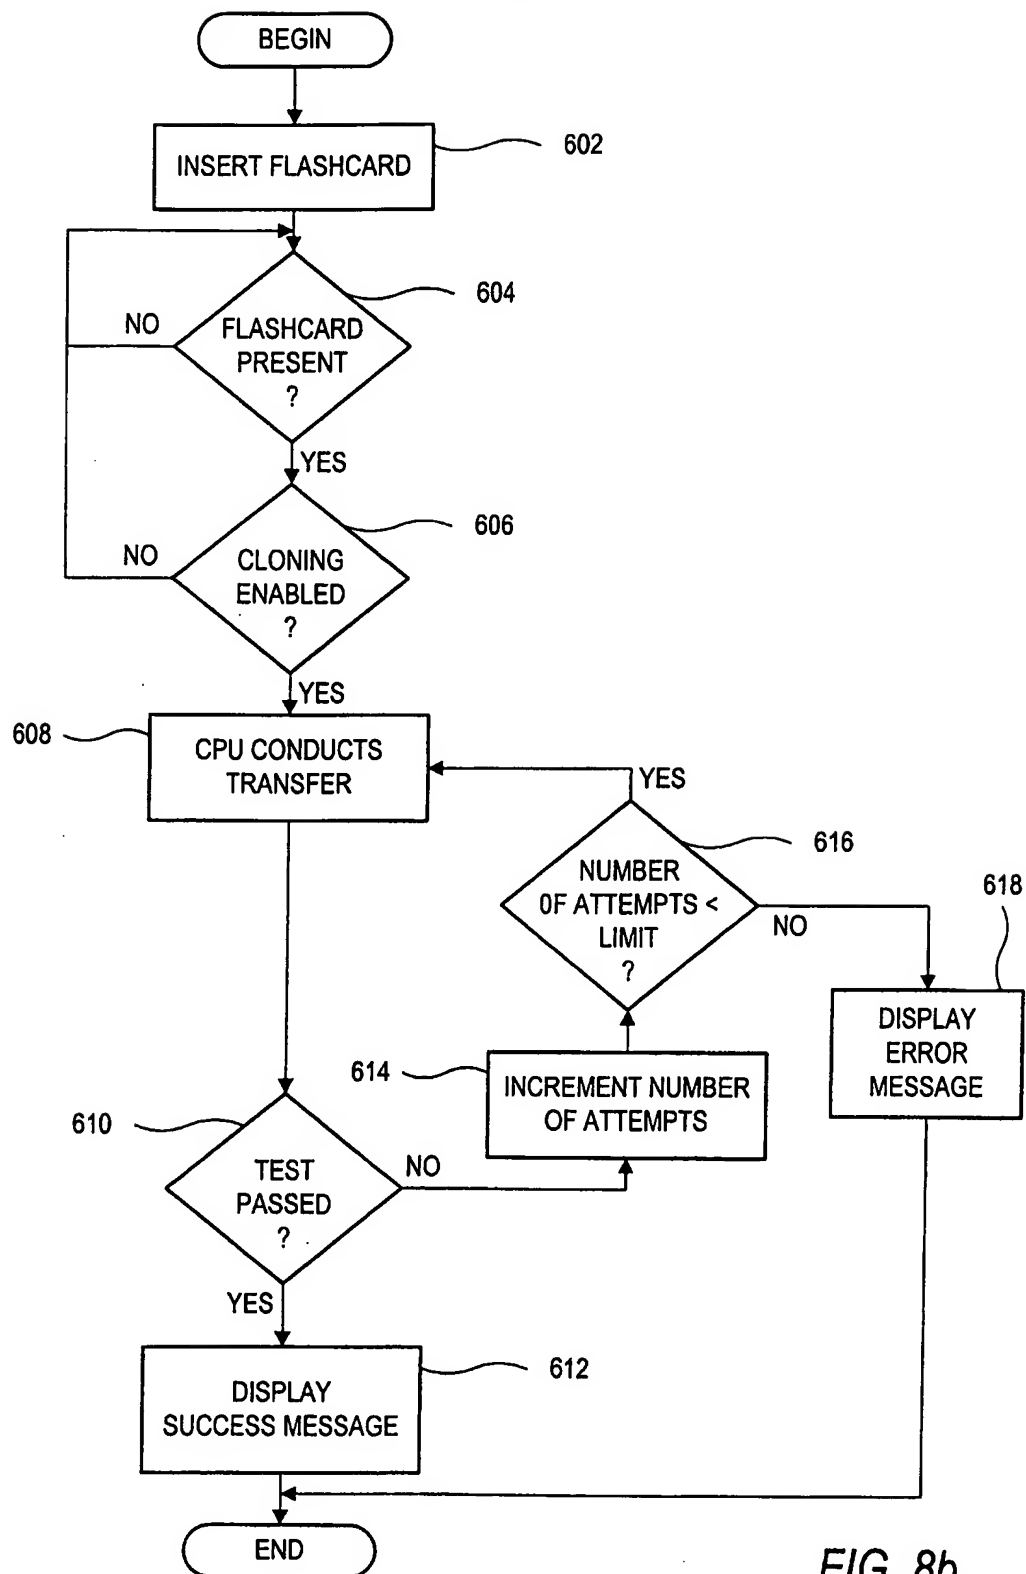 BEGIN
INSERT FLASHCARD
602
604
NO
FLASHCARD
PRESENT
?
YES
606
NO
CLONING
ENABLED
?
YES
608
CPU CONDUCTS
TRANSFER
YES
616
NUMBER
0F ATTEMPTS <
LIMIT
?
NO
618
DISPLAY
ERROR
MESSAGE
614
INCREMENT NUMBER
OF ATTEMPTS
610
TEST
PASSED
?
NO
YES
612
DISPLAY
SUCCESS MESSAGE
END
FIG. 8b